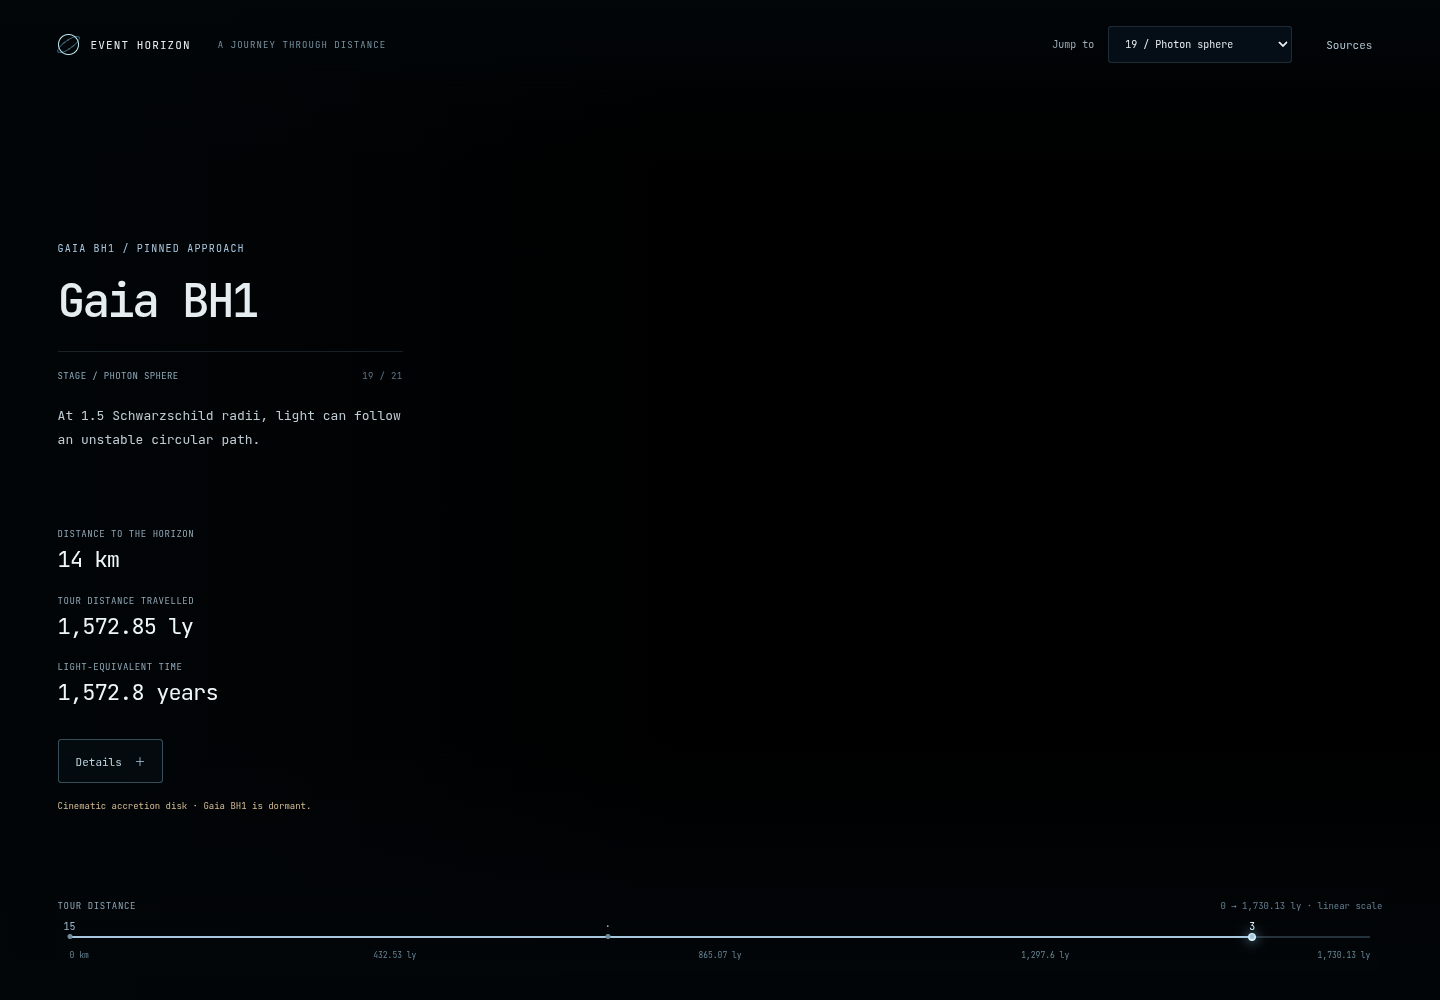 EVENT HORIZON
A JOURNEY THROUGH DISTANCE
Jump to
19 / Photon sphere
Sources
GAIA BH1 / PINNED APPROACH
Gaia BH1
STAGE / PHOTON SPHERE
19 / 21
At 1.5 Schwarzschild radii, light can follow
an unstable circular path.
DISTANCE TO THE HORIZON
14 km
TOUR DISTANCE TRAVELLED
1,572.85 ly
LIGHT-EQUIVALENT TIME
1,572.8 years
Details +
Cinematic accretion disk · Gaia BH1 is dormant.
TOUR DISTANCE
0 → 1,730.13 ly · linear scale
15
·
3
0 km
432.53 ly
865.07 ly
1,297.6 ly
1,730.13 ly